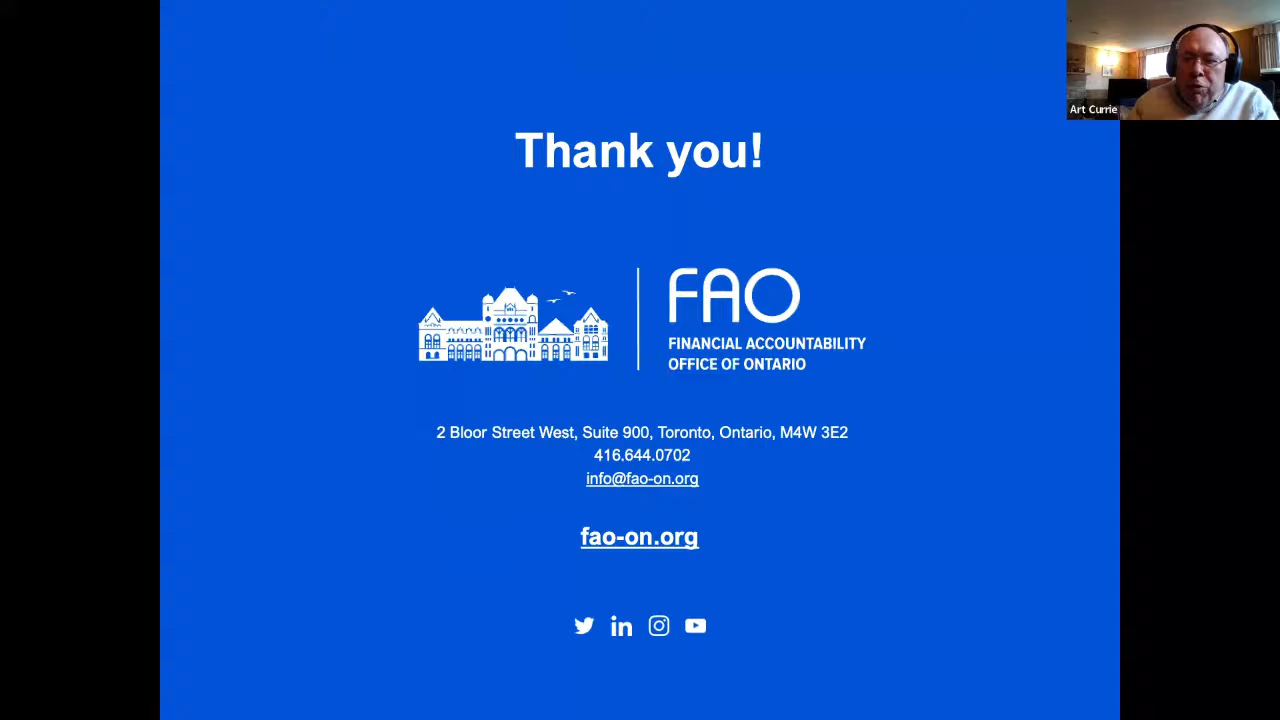 Thank you!
FAO
FINANCIAL ACCOUNTABILITY
OFFICE OF ONTARIO
2 Bloor Street West, Suite 900, Toronto, Ontario, M4W 3E2
416.644.0702
info@fao-on.org
fao-on.org
in
Art Currie